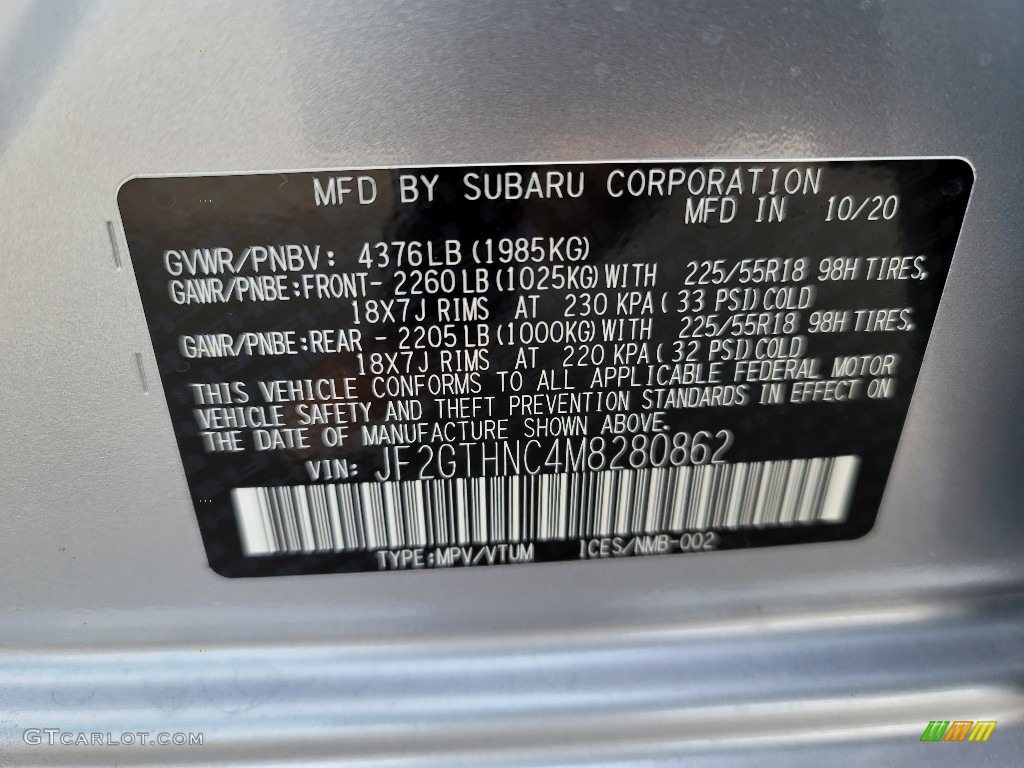 MFD BY SUBARU CORPORATION
MFD IN 10/20
GVWR/PNBV: 4376LB (1985KG)
GAWR/PNBE:FRONT- 2260LB (1025KG) WITH 225/55R18 98H TIRES,
18X7J RIMS AT 230 KPA ( 33 PSI) COLD
GAWR/PNBE:REAR - 2205LB (1000KG) WITH 225/55R18 98H TIRES,
18X7J RIMS AT 220 KPA ( 32 PSI) COLD
THIS VEHICLE CONFORMS TO ALL APPLICABLE FEDERAL MOTOR
VEHICLE SAFETY AND THEFT PREVENTION STANDARDS IN EFFECT ON
THE DATE OF MANUFACTURE SHOWN ABOVE.
VIN: JF2GTHNC4M8280862
TYPE:MPV/VTUM ICES/NMB-002
GTCARLOT.COM